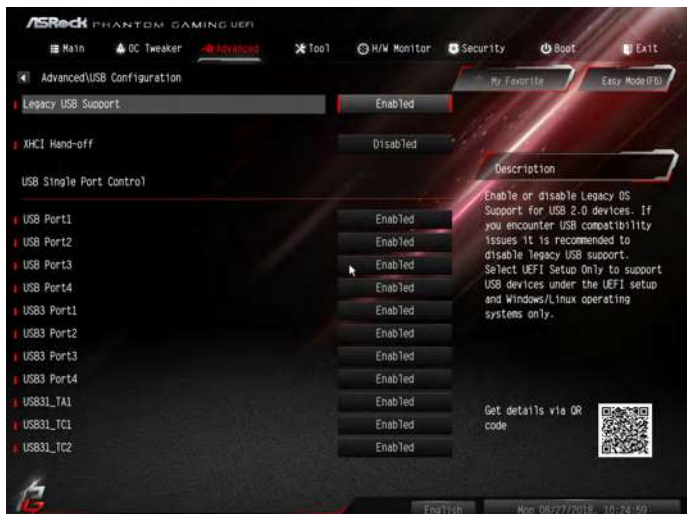 ASRock PHANTOM GAMING UEFI
Main OC Tweaker Advanced Tool H/W Monitor Security Boot Exit
Advanced\USB Configuration
My Favorite Easy Mode(F6)
Legacy USB Support Enabled
XHCI Hand-off Disabled
USB Single Port Control
USB Port1 Enabled
USB Port2 Enabled
USB Port3 Enabled
USB Port4 Enabled
USB3 Port1 Enabled
USB3 Port2 Enabled
USB3 Port3 Enabled
USB3 Port4 Enabled
USB31_TA1 Enabled
USB31_TC1 Enabled
USB31_TC2 Enabled
Description
Enable or disable Legacy OS
Support for USB 2.0 devices. If
you encounter USB compatibility
issues it is recommended to
disable legacy USB support.
Select UEFI Setup Only to support
USB devices under the UEFI setup
and Windows/Linux operating
systems only.
Get details via QR
code
English Mon 08/27/2018, 10:24:59